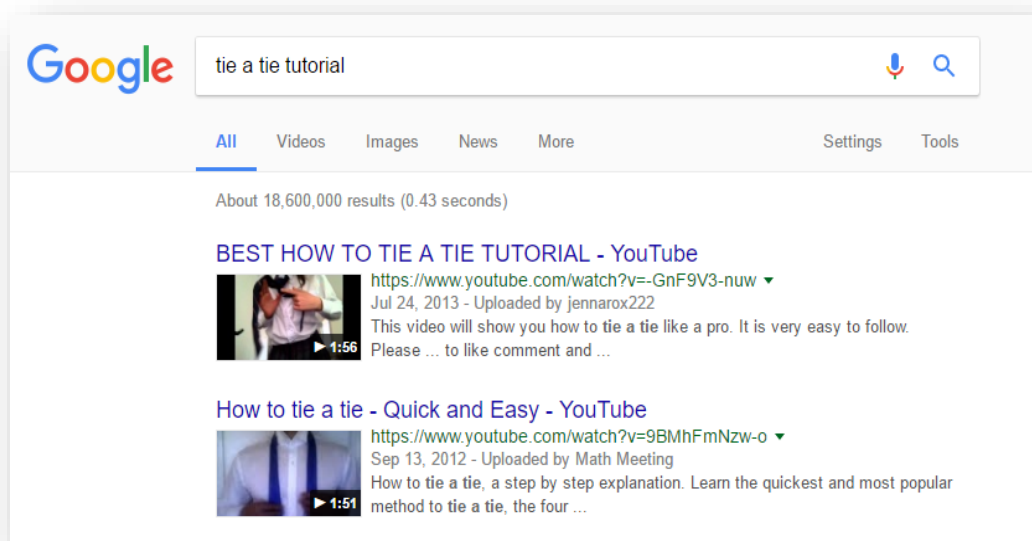 Google
tie a tie tutorial
All Videos Images News More Settings Tools
About 18,600,000 results (0.43 seconds)
BEST HOW TO TIE A TIE TUTORIAL - YouTube
https://www.youtube.com/watch?v=-GnF9V3-nuw
Jul 24, 2013 - Uploaded by jennarox222
This video will show you how to tie a tie like a pro. It is very easy to follow.
Please ... to like comment and ...
1:56
How to tie a tie - Quick and Easy - YouTube
https://www.youtube.com/watch?v=9BMhFmNzw-o
Sep 13, 2012 - Uploaded by Math Meeting
How to tie a tie, a step by step explanation. Learn the quickest and most popular
method to tie a tie, the four ...
1:51